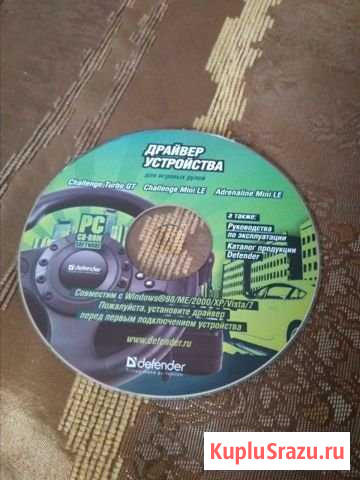 ДРАЙВЕР
УСТРОЙСТВА
для игровых рулей
Challenge Turbo GT Challenge Mini LE Adrenaline Mini LE
а также:
Руководства
по эксплуатации
Каталог продукции
Defender
PC
CD-ROM
SOFTWARE
defender
Совместим с Windows®98/ME/2000/XP/Vista/7
Пожалуйста, установите драйвер
перед первым подключением устройства
www.defender.ru
defender
KupluSrazu.ru